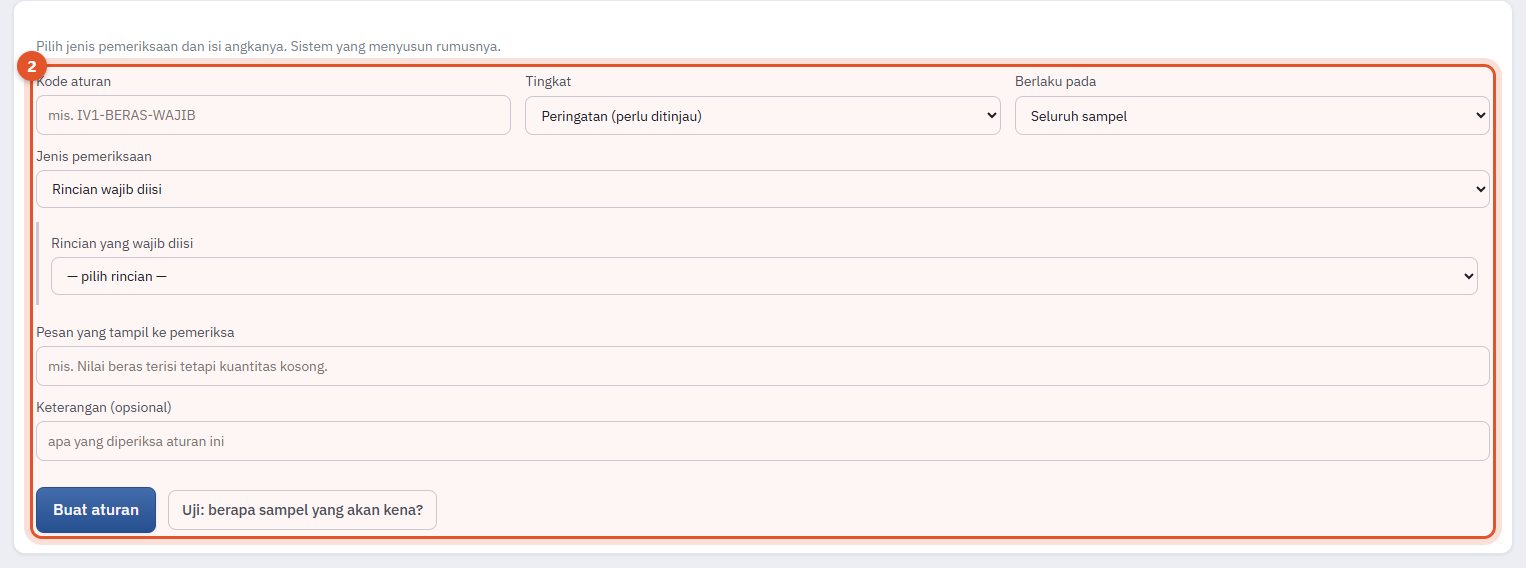 Pilih jenis pemeriksaan dan isi angkanya. Sistem yang menyusun rumusnya.
2
Kode aturan Tingkat Berlaku pada
mis. IV1-BERAS-WAJIB Peringatan (perlu ditinjau) Seluruh sampel
Jenis pemeriksaan
Rincian wajib diisi
Rincian yang wajib diisi
— pilih rincian —
Pesan yang tampil ke pemeriksa
mis. Nilai beras terisi tetapi kuantitas kosong.
Keterangan (opsional)
apa yang diperiksa aturan ini
Buat aturan Uji: berapa sampel yang akan kena?